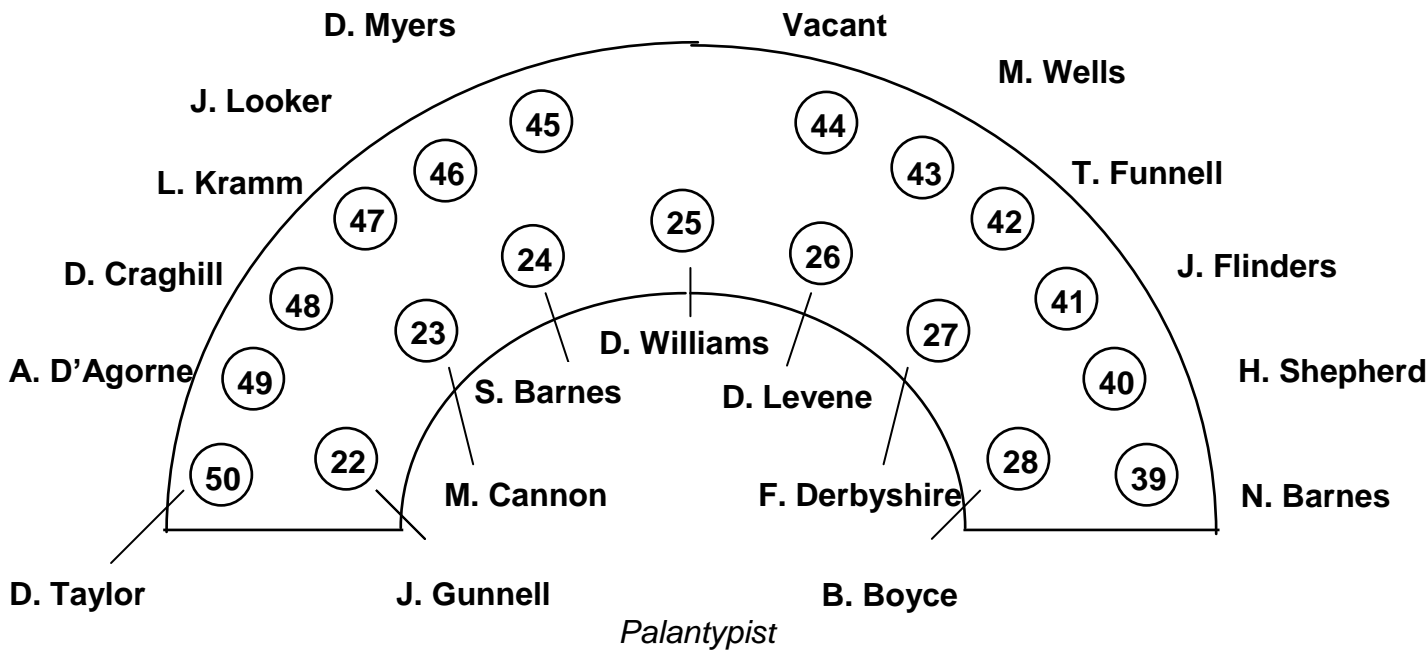 D. Myers
Vacant
M. Wells
J. Looker
45
44
46
43
L. Kramm
T. Funnell
47
42
25
24
26
D. Craghill
J. Flinders
48
41
23
27
D. Williams
A. D’Agorne
H. Shepherd
49
40
S. Barnes
D. Levene
22
28
50
39
M. Cannon
F. Derbyshire
N. Barnes
D. Taylor
J. Gunnell
B. Boyce
Palantypist